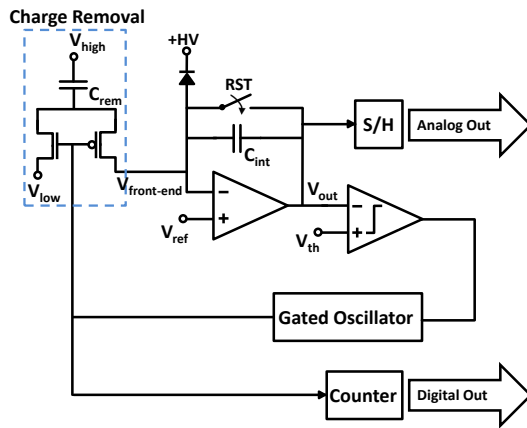 Charge Removal
V_high
+HV
C_rem
RST
S/H
Analog Out
C_int
V_low
V_front-end
V_out
V_ref
−
+
−
+
V_th
Gated Oscillator
Counter
Digital Out